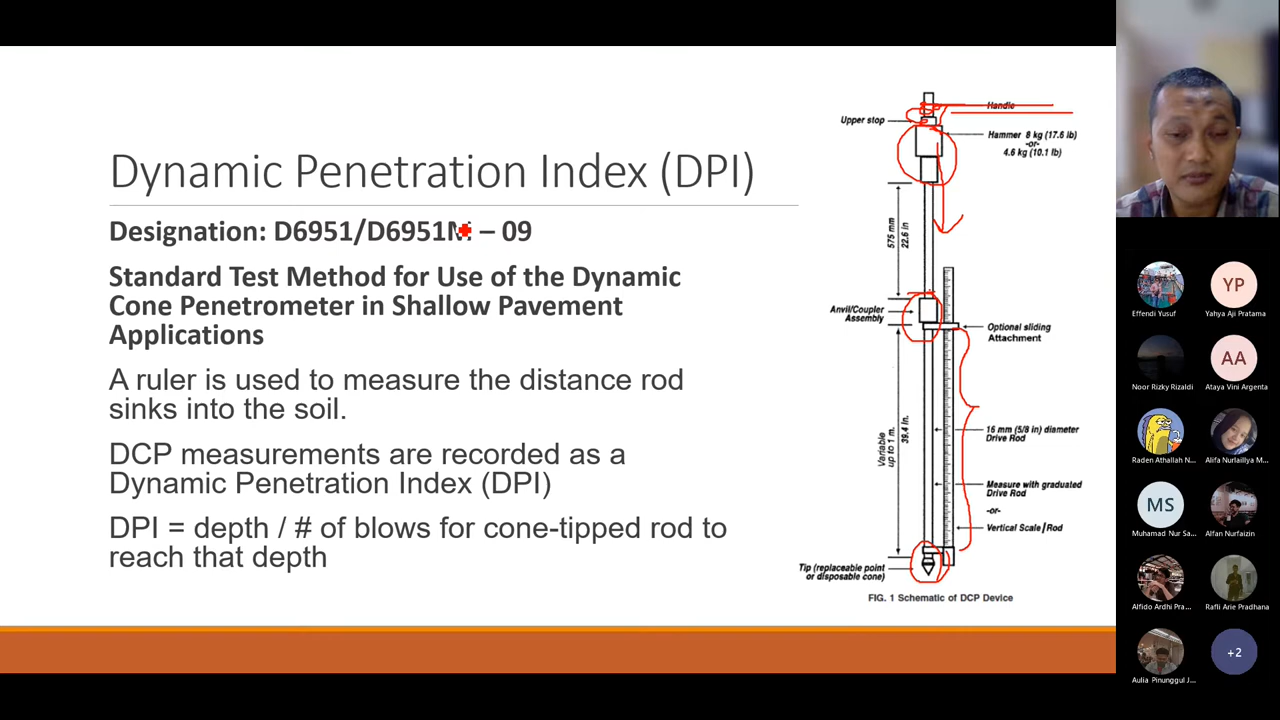 Dynamic Penetration Index (DPI)
Designation: D6951/D6951M – 09
Standard Test Method for Use of the Dynamic
Cone Penetrometer in Shallow Pavement
Applications
A ruler is used to measure the distance rod
sinks into the soil.
DCP measurements are recorded as a
Dynamic Penetration Index (DPI)
DPI = depth / # of blows for cone-tipped rod to
reach that depth
Handle
Upper stop
Hammer 8 kg (17.6 lb)
-or-
4.6 kg (10.1 lb)
575 mm
22.6 in
Anvil/Coupler
Assembly
Optional sliding
Attachment
Variable
up to 1 m.
39.4 in.
16 mm (5/8 in) diameter
Drive Rod
Measure with graduated
Drive Rod
-or-
Vertical Scale/Rod
Tip (replaceable point
or disposable cone)
FIG. 1 Schematic of DCP Device
YP
Effendi Yusuf
Yahya Aji Pratama
AA
Noor Rizky Rizaldi
Ataya Vini Argenta
Raden Athallah N...
Alifa Nurlaillya M...
MS
Muhamad Nur Sa...
Alfan Nurfaizin
Alfido Ardhi Pra...
Rafli Arie Pradhana
+2
Aulia Pinunggul J...